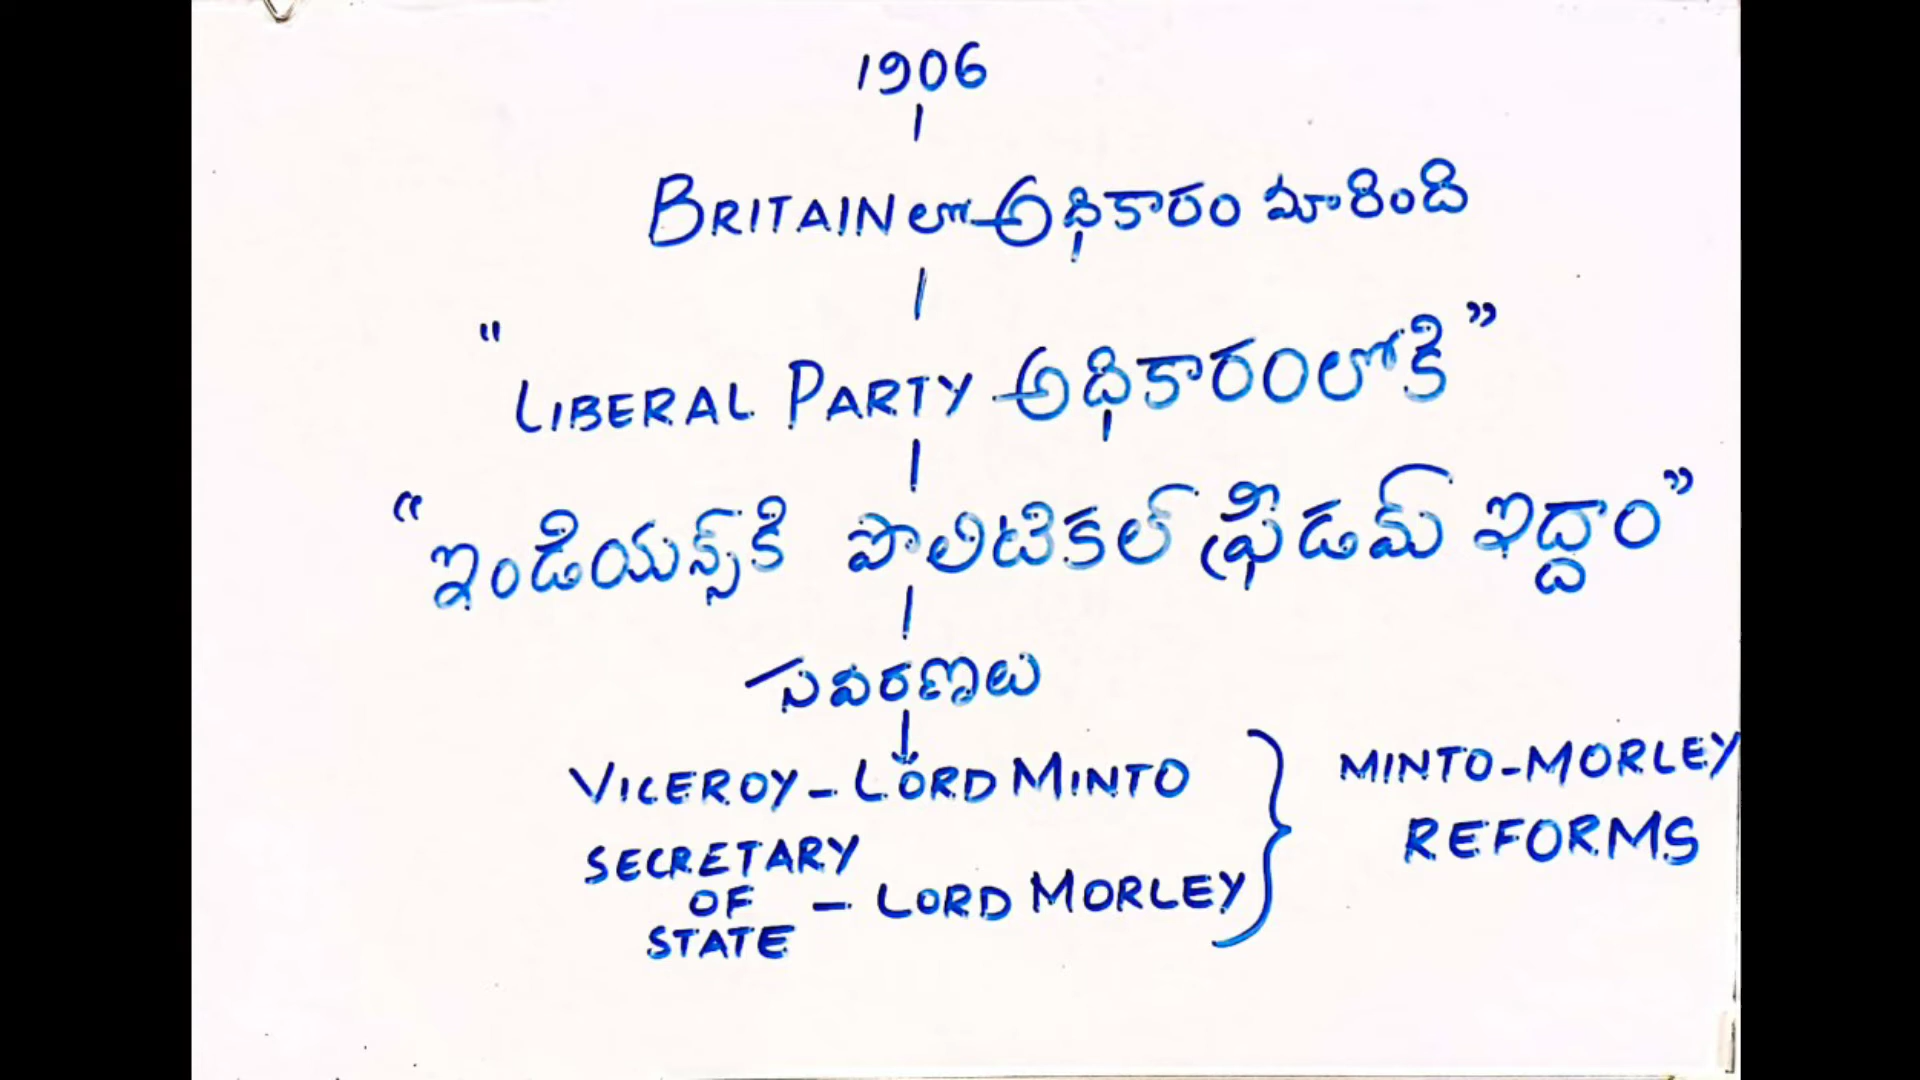 1906
BRITAINలో అధికారం మారింది
"LIBERAL PARTY అధికారంలోకి"
"ఇండియన్స్‌కి పొలిటికల్ ఫ్రీడమ్ ఇద్దాం"
సవరణలు
VICEROY - LORD MINTO
SECRETARY
OF
STATE - LORD MORLEY
MINTO-MORLEY
REFORMS